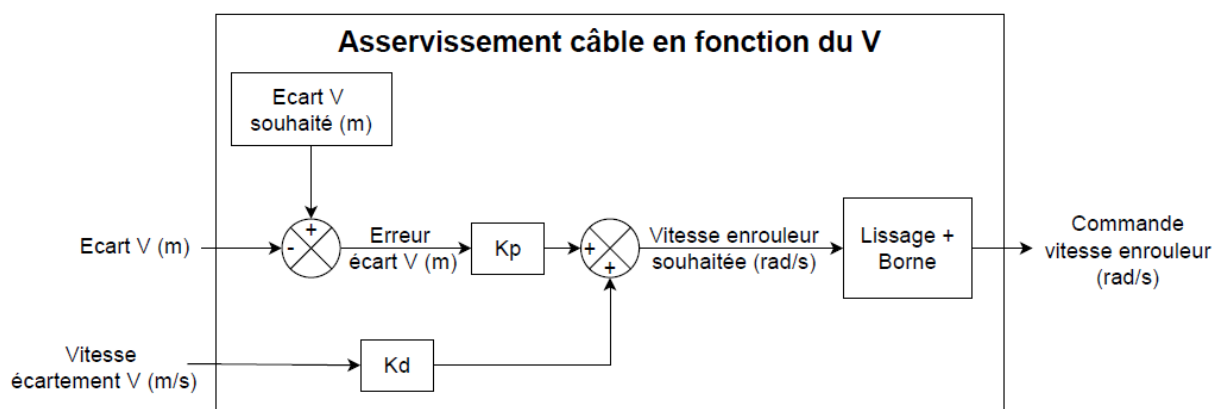 Asservissement câble en fonction du V
Ecart V
souhaité (m)
+
Ecart V (m)
-
Erreur
écart V (m)
Kp
+
+
Vitesse enrouleur
souhaitée (rad/s)
Lissage +
Borne
Commande
vitesse enrouleur
(rad/s)
Vitesse
écartement V (m/s)
Kd